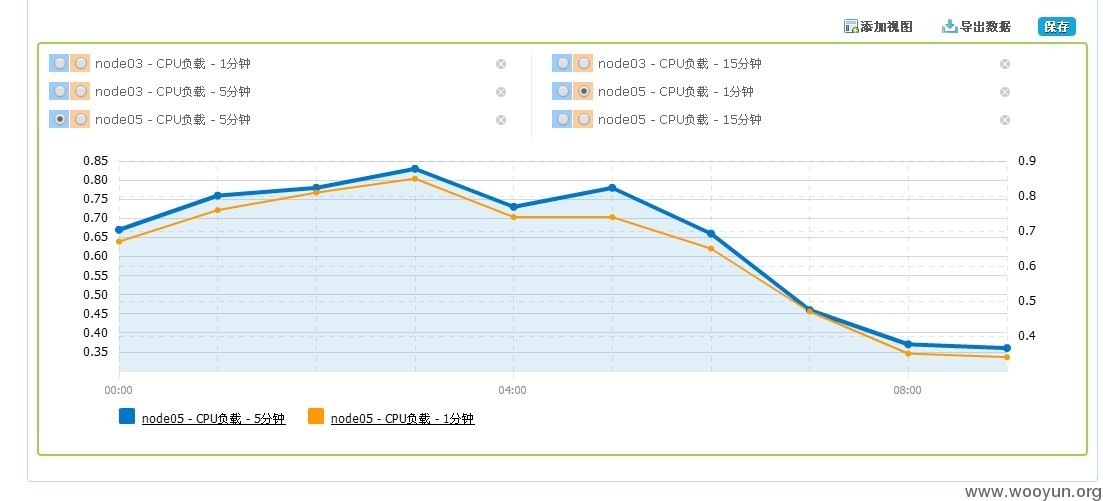 添加视图 导出数据 保存
node03 - CPU负载 - 1分钟 node03 - CPU负载 - 15分钟
node03 - CPU负载 - 5分钟 node05 - CPU负载 - 1分钟
node05 - CPU负载 - 5分钟 node05 - CPU负载 - 15分钟
0.85 0.9
0.80
0.75 0.8
0.70 0.7
0.65
0.60 0.6
0.55
0.50 0.5
0.45
0.40 0.4
0.35
00:00 04:00 08:00
node05 - CPU负载 - 5分钟 node05 - CPU负载 - 1分钟
www.wooyun.org